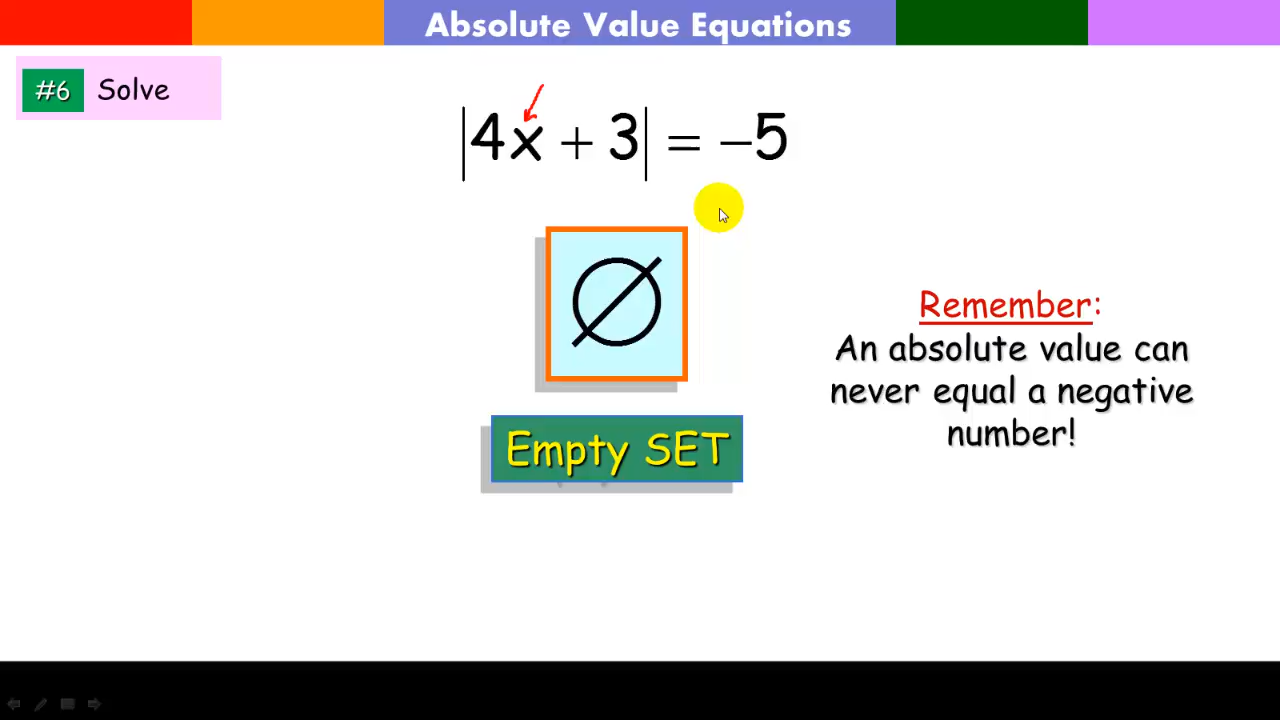 Absolute Value Equations
#6 Solve
|4x + 3| = −5
∅
Empty SET
Remember:
An absolute value can
never equal a negative
number!